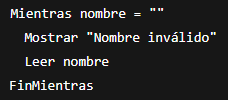 Mientras nombre = ""
Mostrar "Nombre inválido"
Leer nombre
FinMientras